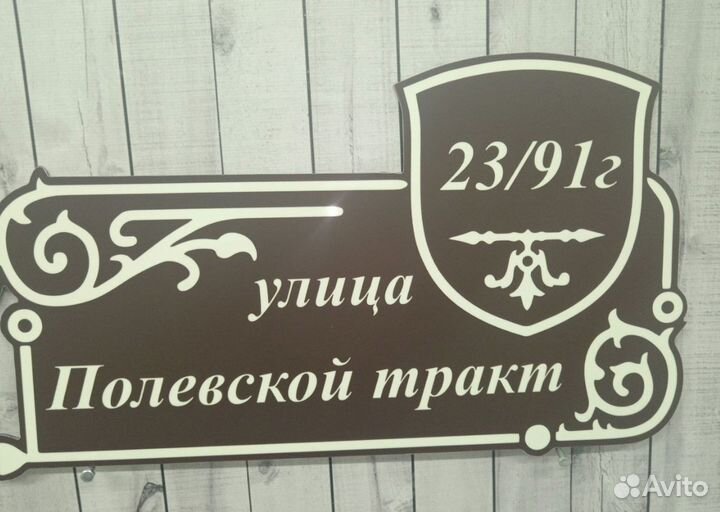 23/91г
улица
Полевской тракт
Avito